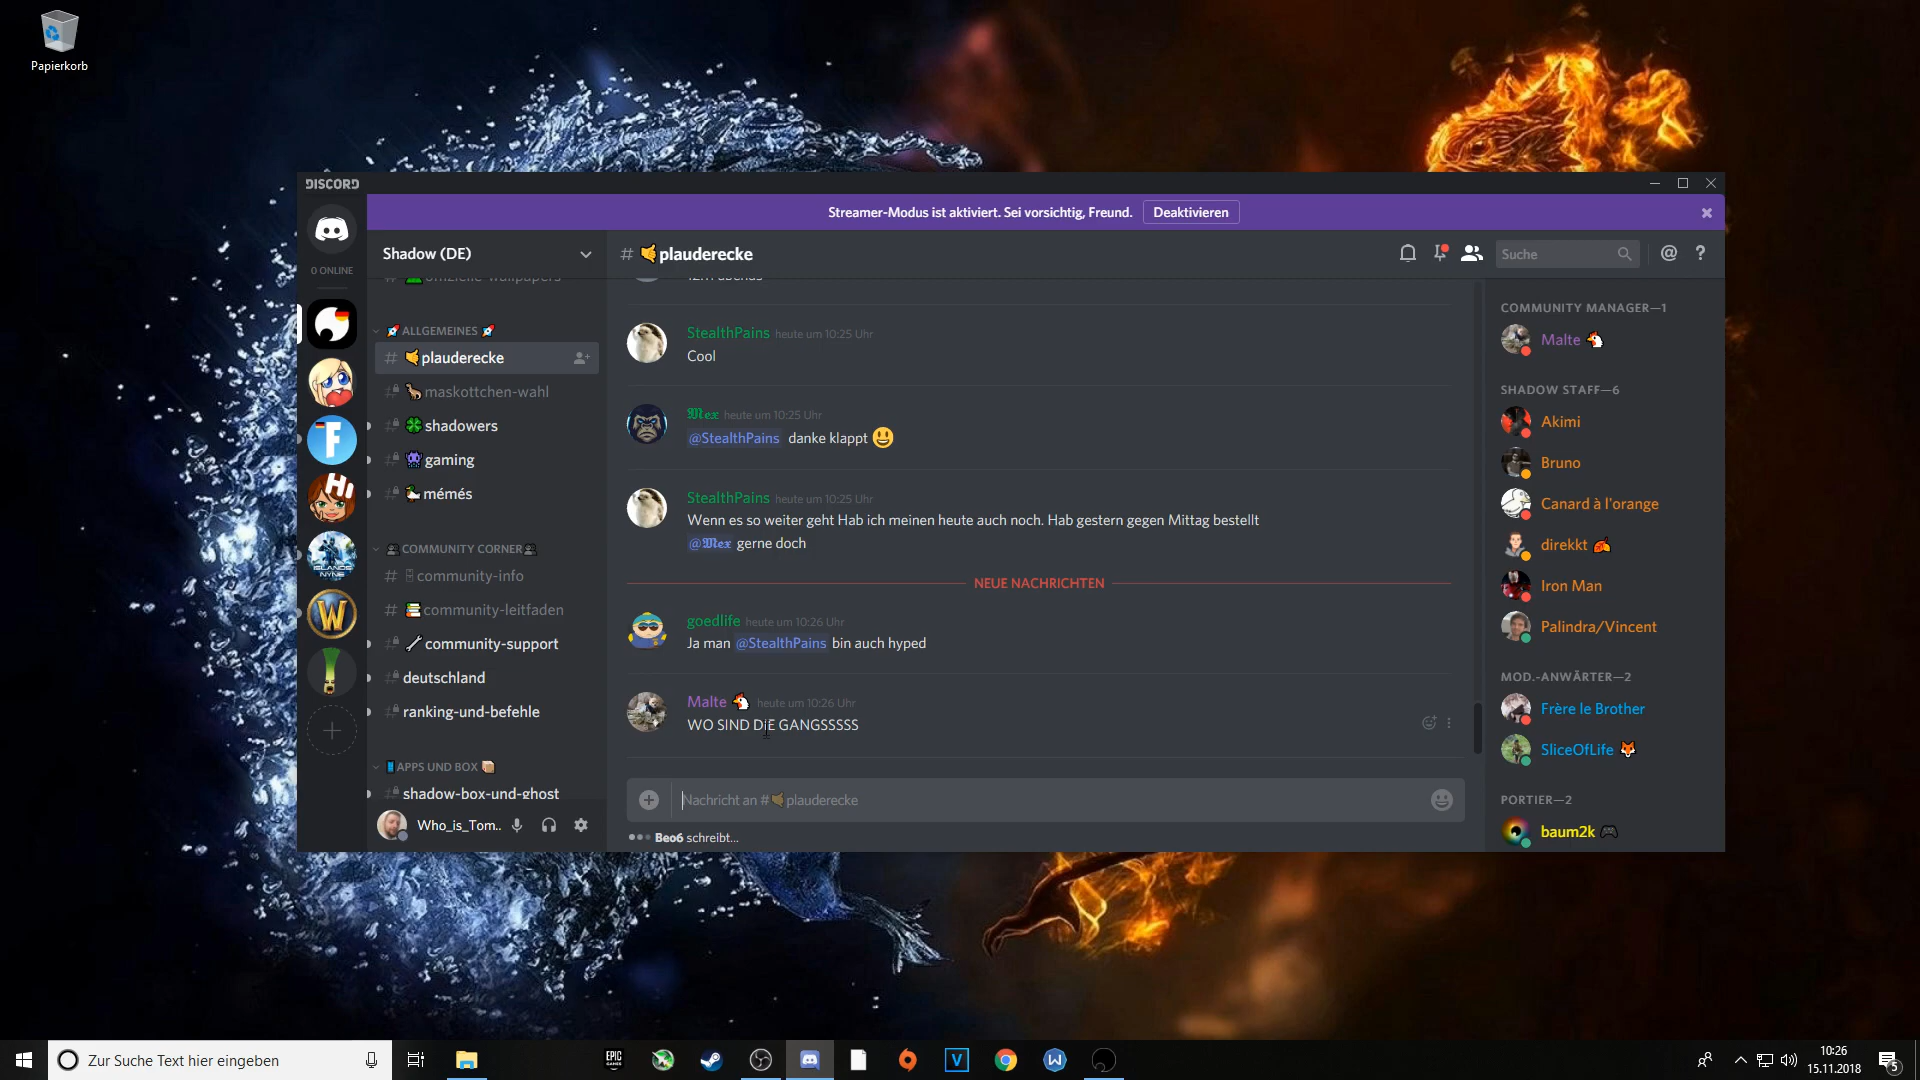 Papierkorb
DISCORD
Streamer-Modus ist aktiviert. Sei vorsichtig, Freund. Deaktivieren
0 ONLINE
Shadow (DE)
ALLGEMEINES
# plauderecke
maskottchen-wahl
shadowers
gaming
mémés
COMMUNITY CORNER
# community-info
# community-leitfaden
community-support
deutschland
ranking-und-befehle
APPS UND BOX
shadow-box-und-ghost
Who_is_Tom..
# plauderecke
Suche
StealthPains heute um 10:25 Uhr
Cool
Mex heute um 10:25 Uhr
@StealthPains danke klappt
StealthPains heute um 10:25 Uhr
Wenn es so weiter geht Hab ich meinen heute auch noch. Hab gestern gegen Mittag bestellt
@Mex gerne doch
NEUE NACHRICHTEN
goedlife heute um 10:26 Uhr
Ja man @StealthPains bin auch hyped
Malte heute um 10:26 Uhr
WO SIND DIE GANGSSSSS
Nachricht an # plauderecke
Beo6 schreibt...
COMMUNITY MANAGER—1
Malte
SHADOW STAFF—6
Akimi
Bruno
Canard à l'orange
direkkt
Iron Man
Palindra/Vincent
MOD.-ANWÄRTER—2
Frère le Brother
SliceOfLife
PORTIER—2
baum2k
F
Hi
ISLANDS
NYNE
W
Zur Suche Text hier eingeben
EPIC
GAMES
V
W
10:26
15.11.2018
5